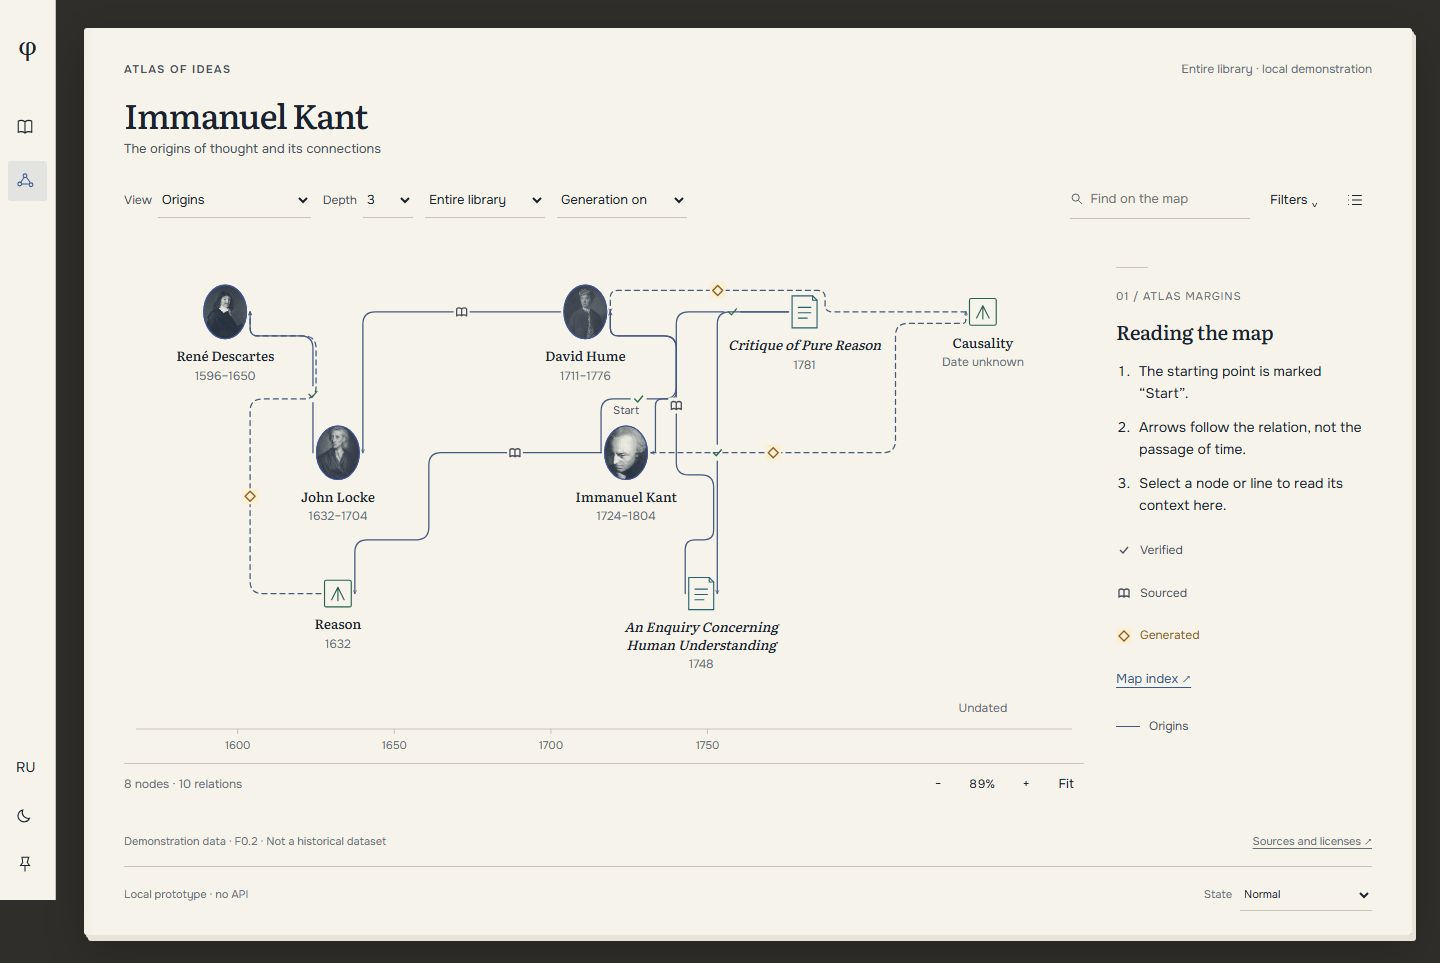 φ
ATLAS OF IDEAS
Entire library · local demonstration
Immanuel Kant
The origins of thought and its connections
View Origins Depth 3 Entire library Generation on
Find on the map Filters
René Descartes
1596–1650
David Hume
1711–1776
Critique of Pure Reason
1781
Causality
Date unknown
Start
John Locke
1632–1704
Immanuel Kant
1724–1804
Reason
1632
An Enquiry Concerning
Human Understanding
1748
Undated
1600 1650 1700 1750
8 nodes · 10 relations
− 89% + Fit
01 / ATLAS MARGINS
Reading the map
1. The starting point is marked
“Start”.
2. Arrows follow the relation, not the
passage of time.
3. Select a node or line to read its
context here.
Verified
Sourced
Generated
Map index ↗
Origins
RU
Demonstration data · F0.2 · Not a historical dataset
Sources and licenses ↗
Local prototype · no API
State Normal